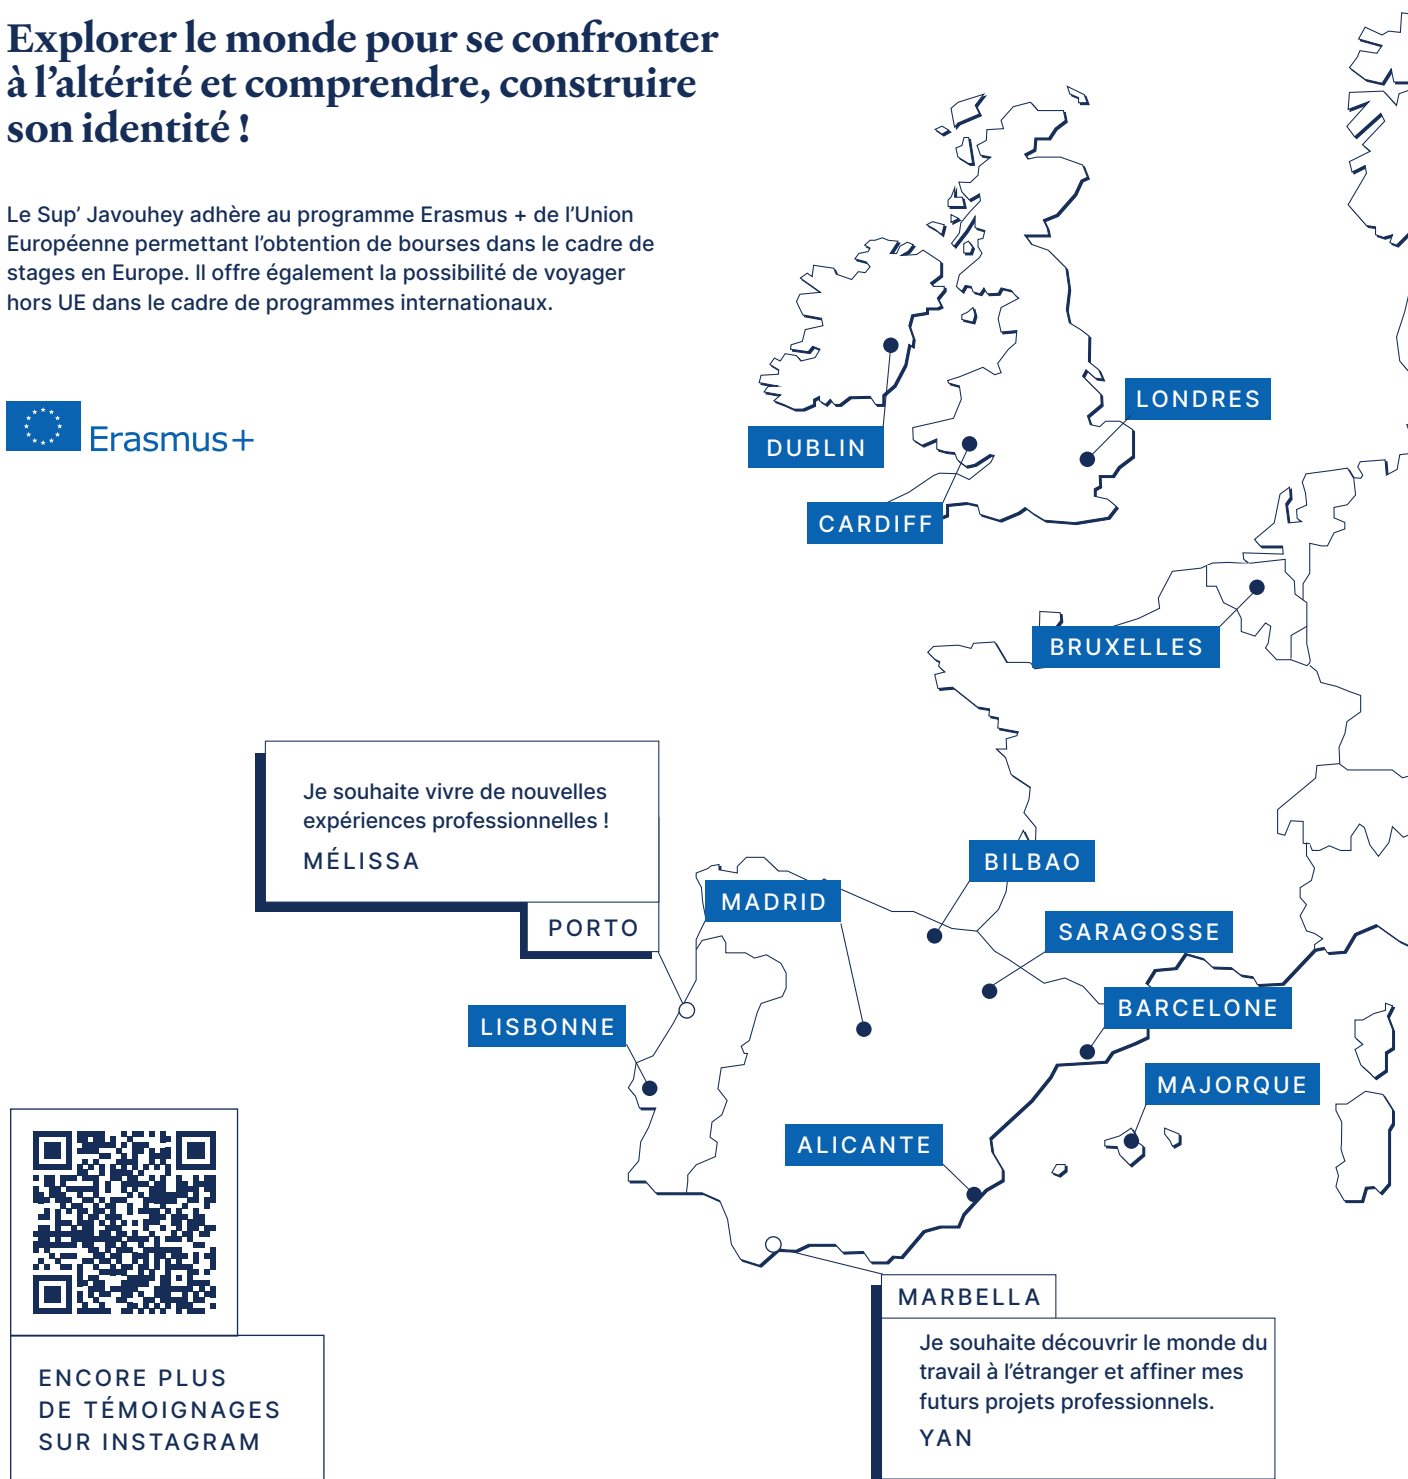 Explorer le monde pour se confronter
à l’altérité et comprendre, construire
son identité !
Le Sup’ Javouhey adhère au programme Erasmus + de l’Union
Européenne permettant l’obtention de bourses dans le cadre de
stages en Europe. Il offre également la possibilité de voyager
hors UE dans le cadre de programmes internationaux.
Erasmus+
LONDRES
DUBLIN
CARDIFF
BRUXELLES
Je souhaite vivre de nouvelles
expériences professionnelles !
MÉLISSA
PORTO
BILBAO
MADRID
SARAGOSSE
BARCELONE
LISBONNE
MAJORQUE
ALICANTE
MARBELLA
Je souhaite découvrir le monde du
travail à l’étranger et affiner mes
futurs projets professionnels.
YAN
ENCORE PLUS
DE TÉMOIGNAGES
SUR INSTAGRAM